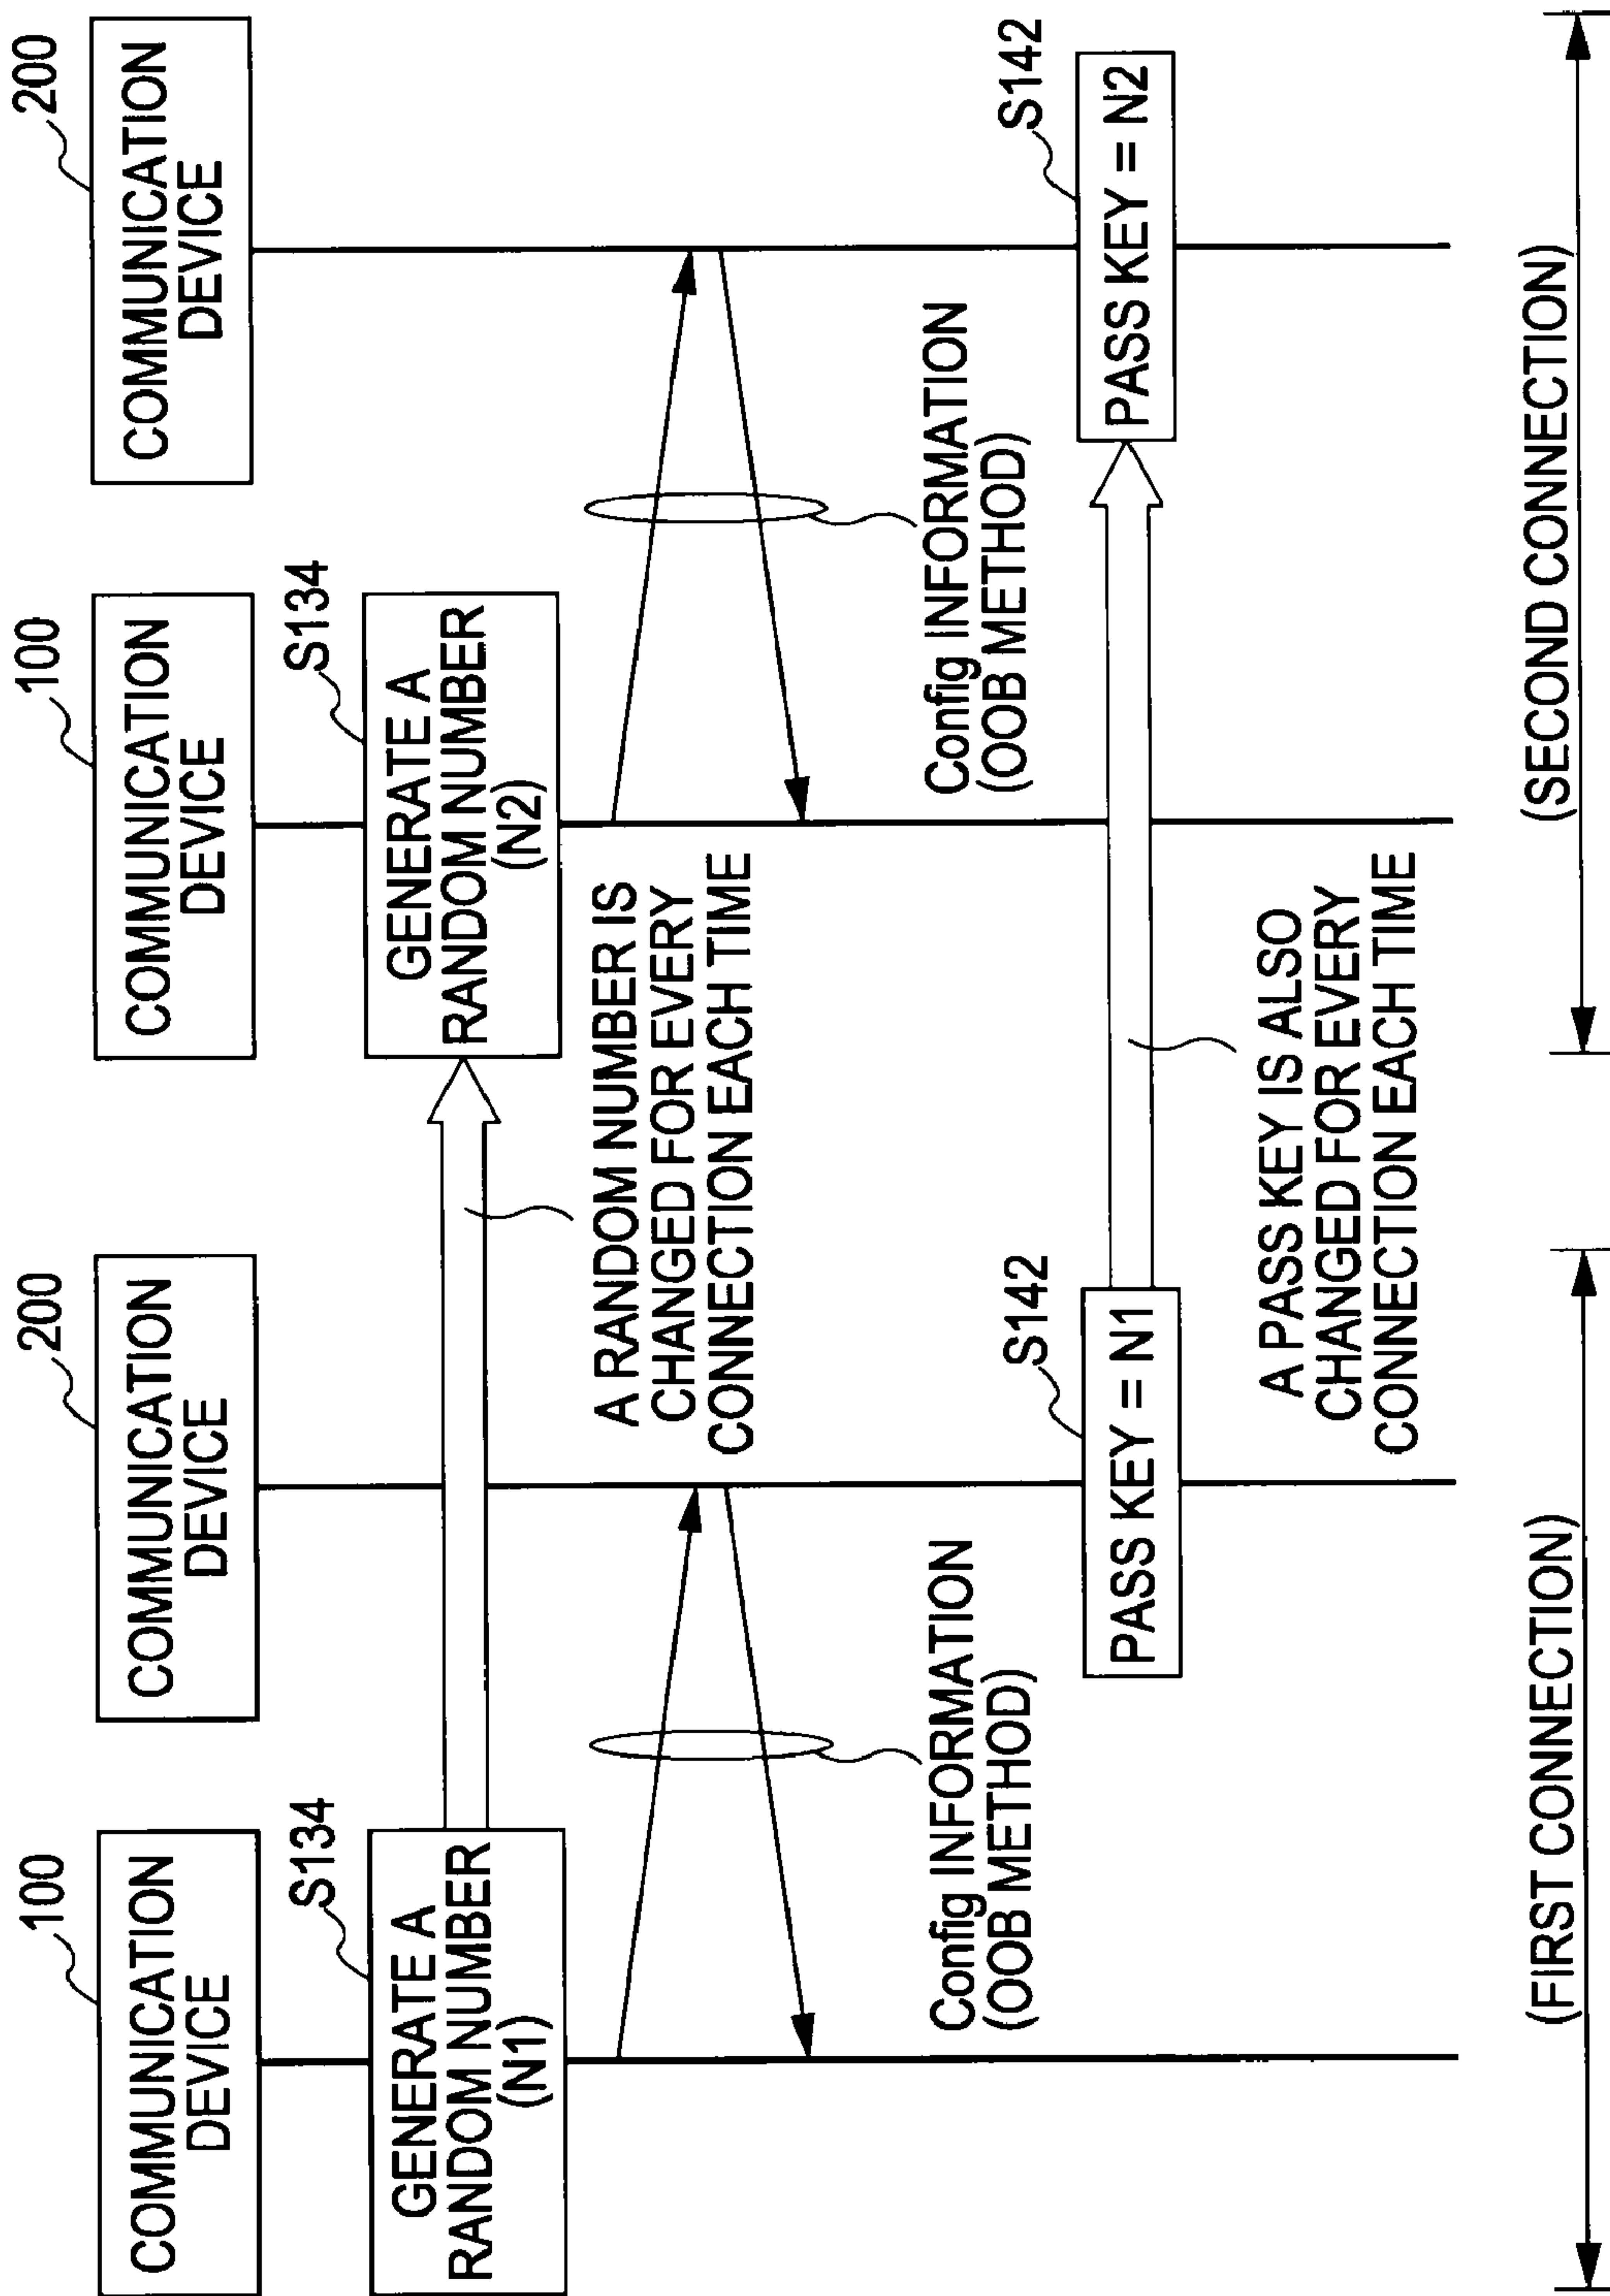 100
COMMUNICATION
DEVICE
200
COMMUNICATION
DEVICE
100
COMMUNICATION
DEVICE
200
COMMUNICATION
DEVICE
S134
GENERATE A
RANDOM NUMBER
(N1)
S134
GENERATE A
RANDOM NUMBER
(N2)
A RANDOM NUMBER IS
CHANGED FOR EVERY
CONNECTION EACH TIME
Config INFORMATION
(OOB METHOD)
Config INFORMATION
(OOB METHOD)
S142
PASS KEY = N1
S142
PASS KEY = N2
A PASS KEY IS ALSO
CHANGED FOR EVERY
CONNECTION EACH TIME
(FIRST CONNECTION)
(SECOND CONNECTION)